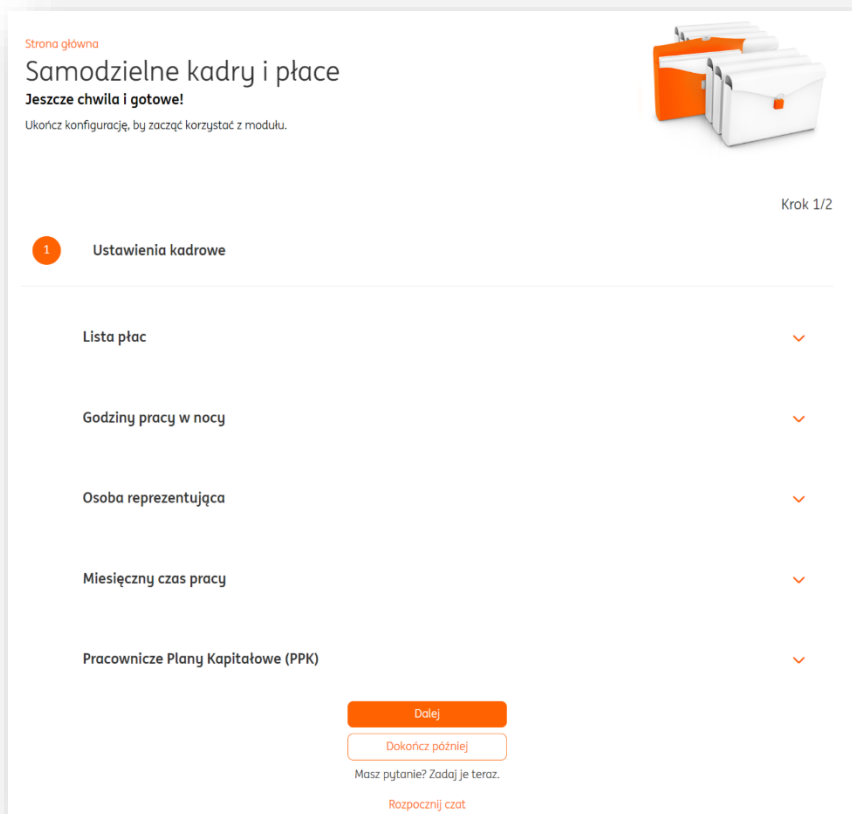 Strona główna
Samodzielne kadry i płace
Jeszcze chwila i gotowe!
Ukończ konfigurację, by zacząć korzystać z modułu.
Krok 1/2
1 Ustawienia kadrowe
Lista płac
Godziny pracy w nocy
Osoba reprezentująca
Miesięczny czas pracy
Pracownicze Plany Kapitałowe (PPK)
Dalej
Dokończ później
Masz pytanie? Zadaj je teraz.
Rozpocznij czat